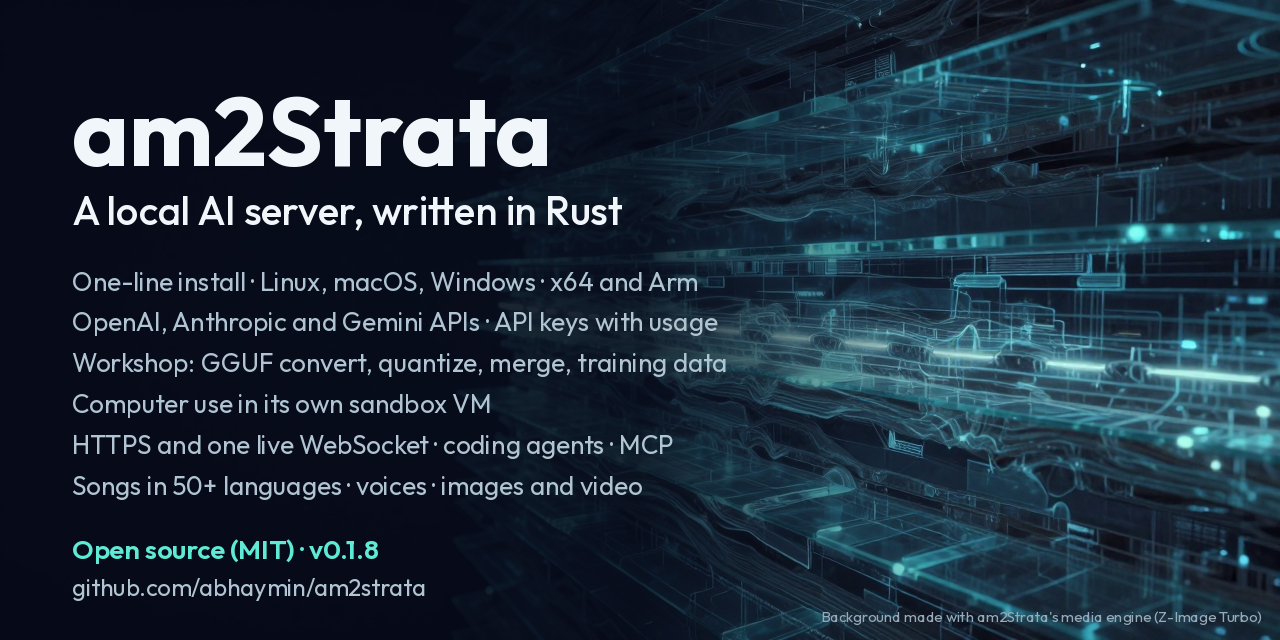 am2Strata
A local AI server, written in Rust
One-line install · Linux, macOS, Windows · x64 and Arm
OpenAI, Anthropic and Gemini APIs · API keys with usage
Workshop: GGUF convert, quantize, merge, training data
Computer use in its own sandbox VM
HTTPS and one live WebSocket · coding agents · MCP
Songs in 50+ languages · voices · images and video
Open source (MIT) · v0.1.8
github.com/abhaymin/am2strata
Background made with am2Strata's media engine (Z-Image Turbo)